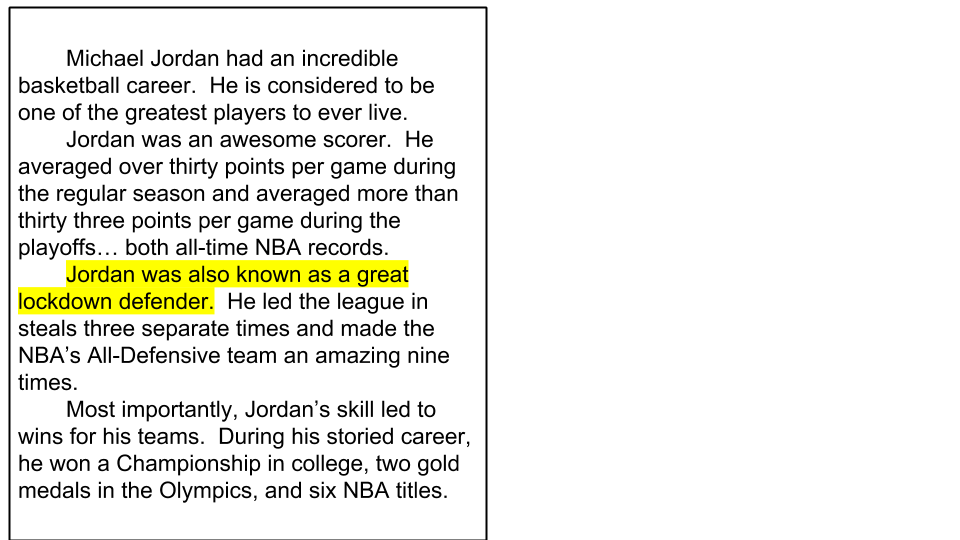 Michael Jordan had an incredible
basketball career.  He is considered to be
one of the greatest players to ever live.
Jordan was an awesome scorer.  He
averaged over thirty points per game during
the regular season and averaged more than
thirty three points per game during the
playoffs… both all-time NBA records.
Jordan was also known as a great
lockdown defender.  He led the league in
steals three separate times and made the
NBA’s All-Defensive team an amazing nine
times.
Most importantly, Jordan’s skill led to
wins for his teams.  During his storied career,
he won a Championship in college, two gold
medals in the Olympics, and six NBA titles.